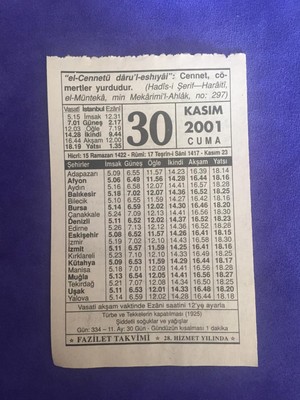 "el-Cennetü dâru'l-eshıyâi": Cennet, cö-
mertler yurdudur. (Hadîs-i Şerîf—Harâitî,
el-Müntekâ, min Mekârimi'l-Ahlâk, no: 297)
Vasatî İstanbul Ezânî
5.15 İmsak 12.31
7.01 Güneş 2.17
12.03 Öğle 7.19
14.28 İkindi 9.44
16.44 Akşam 12.00
18.19 Yatsı 1.35
30
KASIM
2001
CUMA
Hicrî: 15 Ramazan 1422 - Rûmî: 17 Teşrîn-i Sânî 1417 - Kasım 23
Şehirler İmsak Güneş Öğle İkindi Akşam Yatsı
Adapazarı 5.09 6.55 11.57 14.23 16.39 18.14
Afyon 5.06 6.49 11.56 14.28 16.44 18.16
Aydın 5.16 6.58 12.07 14.41 16.57 18.28
Balıkesir 5.18 7.02 12.07 14.36 16.52 18.25
Bilecik 5.10 6.55 11.59 14.27 16.43 18.17
Bursa 5.14 6.59 12.02 14.30 16.46 18.20
Çanakkale 5.24 7.09 12.13 14.40 16.56 18.30
Denizli 5.11 6.52 12.02 14.37 16.52 18.23
Edirne 5.26 7.13 12.12 14.36 16.52 18.28
Eskişehir 5.08 6.52 11.57 14.26 16.41 18.15
İzmir 5.19 7.02 12.10 14.42 16.58 18.30
İzmit 5.11 6.57 11.59 14.25 16.41 18.16
Kırklareli 5.23 7.10 12.10 14.33 16.50 18.26
Kütahya 5.09 6.53 11.59 14.29 16.45 18.18
Manisa 5.18 7.01 12.09 14.41 16.56 18.28
Muğla 5.13 6.54 12.05 14.41 16.56 18.27
Tekirdağ 5.21 7.07 12.08 14.34 16.50 18.25
Uşak 5.11 6.53 12.01 14.33 16.48 18.20
Yalova 5.14 6.59 12.02 14.28 16.44 18.18
Vasati akşam vaktinde Ezâni saatini 12'ye ayarla
Türbe ve Tekkelerin kapatılması (1925)
Şiddetli soğuklar ve yağışlar
Gün: 334 - 11. Ay: 30 Gün - Gündüzün kısalması: 1 dakika
★ FAZİLET TAKVİMİ ★ 28. HİZMET YILINDA ★